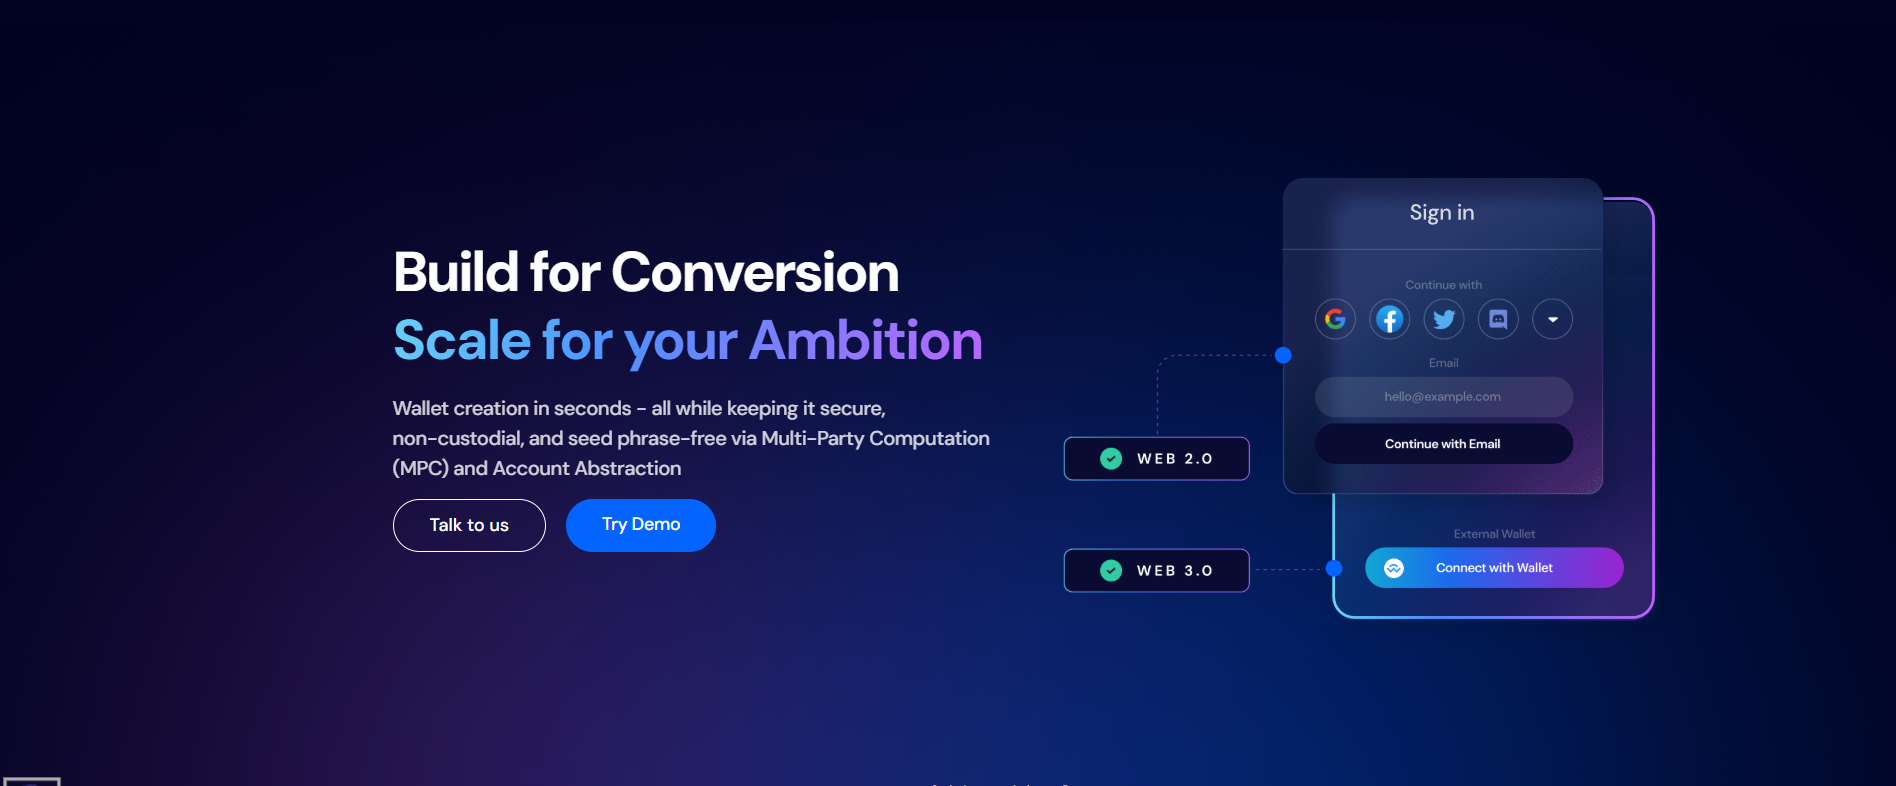 Build for Conversion
Scale for your Ambition
Wallet creation in seconds - all while keeping it secure,
non-custodial, and seed phrase-free via Multi-Party Computation
(MPC) and Account Abstraction
Talk to us
Try Demo
WEB 2.0
WEB 3.0
Sign in
Continue with
Email
hello@example.com
Continue with Email
External Wallet
Connect with Wallet